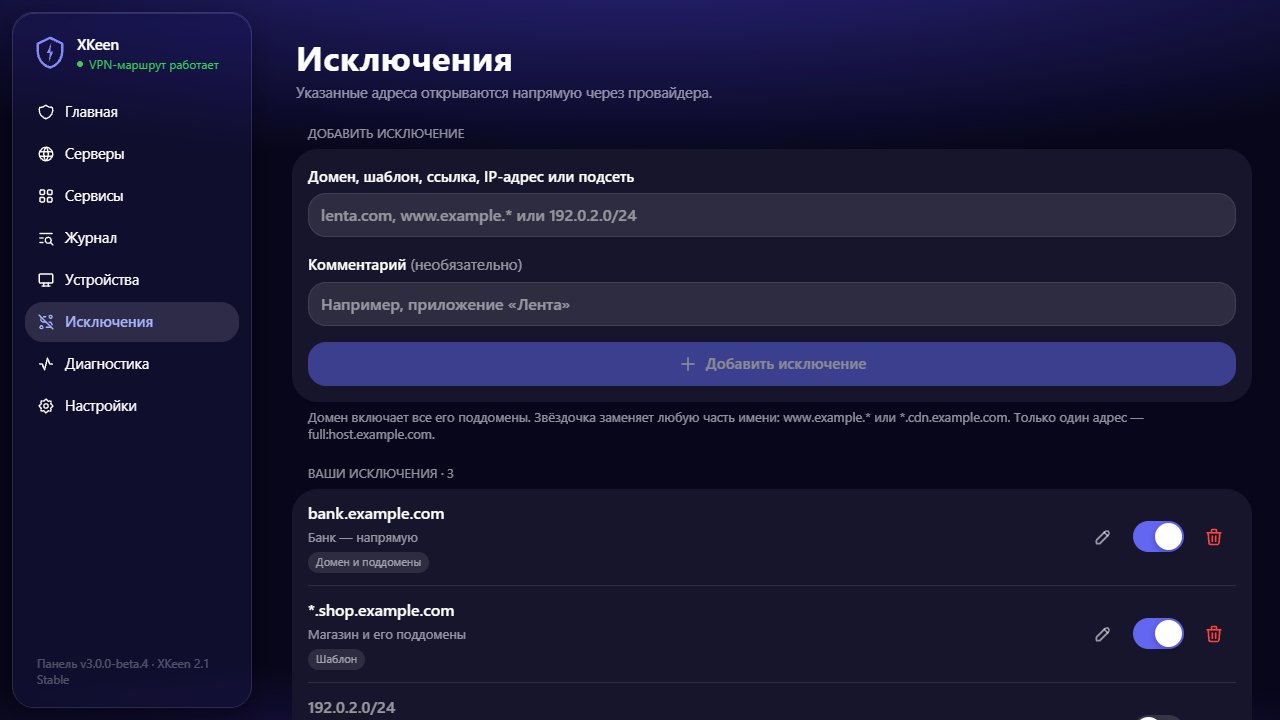 XKeen
VPN-маршрут работает
Главная
Серверы
Сервисы
Журнал
Устройства
Исключения
Диагностика
Настройки
Панель v3.0.0-beta.4 · XKeen 2.1
Stable
Исключения
Указанные адреса открываются напрямую через провайдера.
ДОБАВИТЬ ИСКЛЮЧЕНИЕ
Домен, шаблон, ссылка, IP-адрес или подсеть
lenta.com, www.example.* или 192.0.2.0/24
Комментарий (необязательно)
Например, приложение «Лента»
Добавить исключение
Домен включает все его поддомены. Звёздочка заменяет любую часть имени: www.example.* или *.cdn.example.com. Только один адрес —
full:host.example.com.
ВАШИ ИСКЛЮЧЕНИЯ · 3
bank.example.com
Банк — напрямую
Домен и поддомены
*.shop.example.com
Магазин и его поддомены
Шаблон
192.0.2.0/24